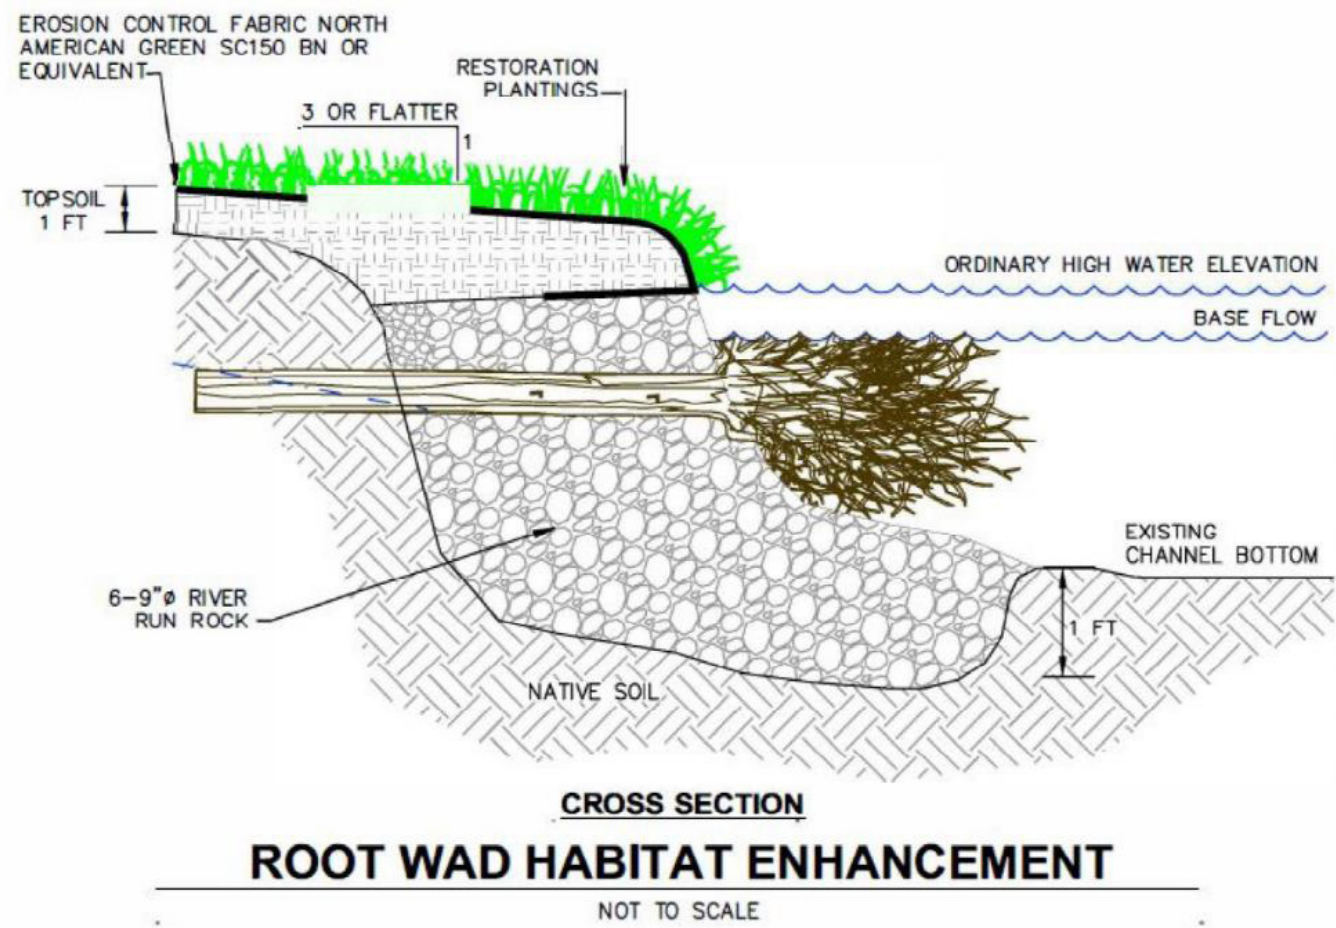 EROSION CONTROL FABRIC NORTH
AMERICAN GREEN SC150 BN OR
EQUIVALENT
RESTORATION
PLANTINGS
3 OR FLATTER
1
TOPSOIL
1 FT
ORDINARY HIGH WATER ELEVATION
BASE FLOW
EXISTING
CHANNEL BOTTOM
6-9"ø RIVER
RUN ROCK
1 FT
NATIVE SOIL
CROSS SECTION
ROOT WAD HABITAT ENHANCEMENT
NOT TO SCALE